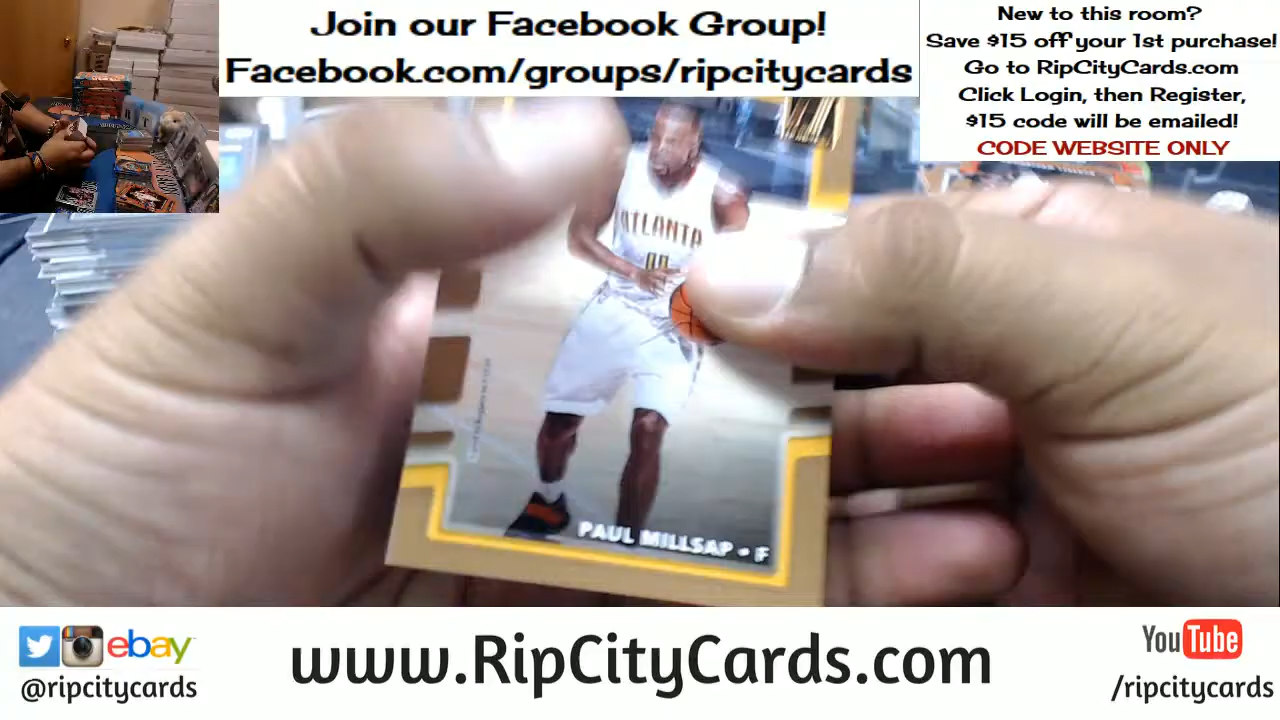 Join our Facebook Group!
Facebook.com/groups/ripcitycards
New to this room?
Save $15 off your 1st purchase!
Go to RipCityCards.com
Click Login, then Register,
$15 code will be emailed!
CODE WEBSITE ONLY
ATLANTA
PAUL MILLSAP • F
ebay
@ripcitycards
www.RipCityCards.com
YouTube
/ripcitycards